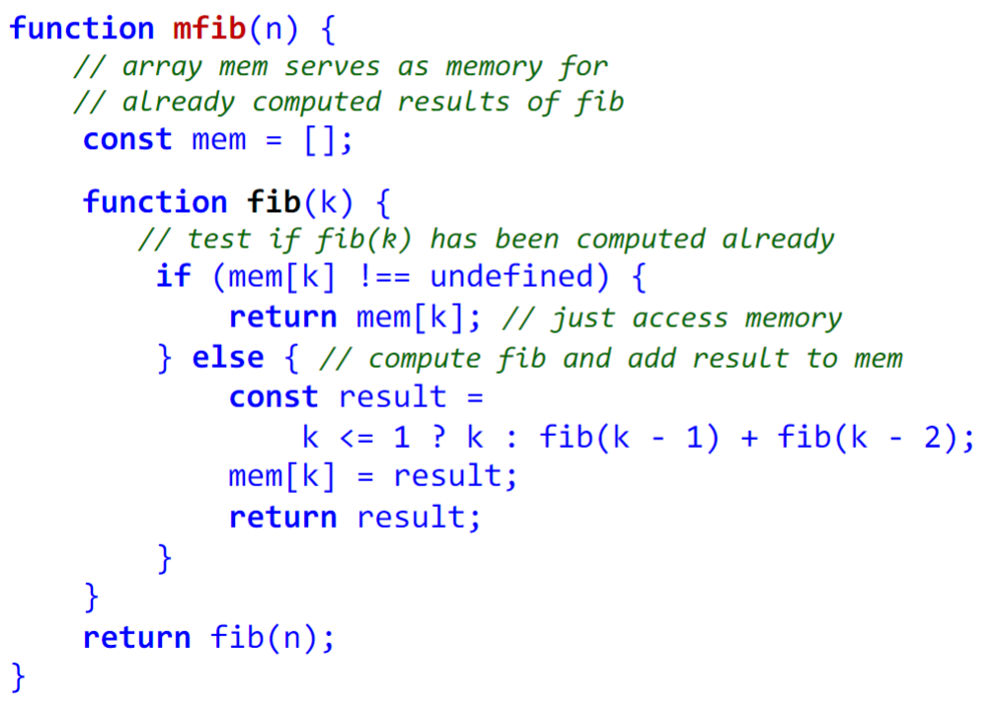 function mfib(n) {
// array mem serves as memory for
// already computed results of fib
const mem = [];
function fib(k) {
// test if fib(k) has been computed already
if (mem[k] !== undefined) {
return mem[k]; // just access memory
} else { // compute fib and add result to mem
const result =
k <= 1 ? k : fib(k - 1) + fib(k - 2);
mem[k] = result;
return result;
}
}
return fib(n);
}